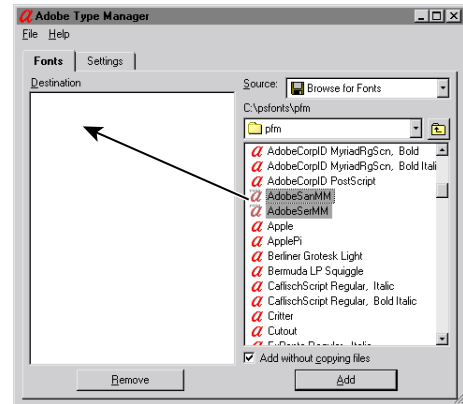 Adobe Type Manager
File Help
Fonts Settings
Destination
Source: Browse for Fonts
C:\psfonts\pfm
pfm
AdobeCorpID MyriadRgScn, Bold
AdobeCorpID MyriadRgScn, Bold Itali
AdobeCorpID PostScript
AdobeSanMM
AdobeSerMM
Apple
ApplePi
Berliner Grotesk Light
Bermuda LP Squiggle
CaflischScript Regular, Italic
CaflischScript Regular, Bold Italic
Critter
Cutout
Add without copying files
Remove Add